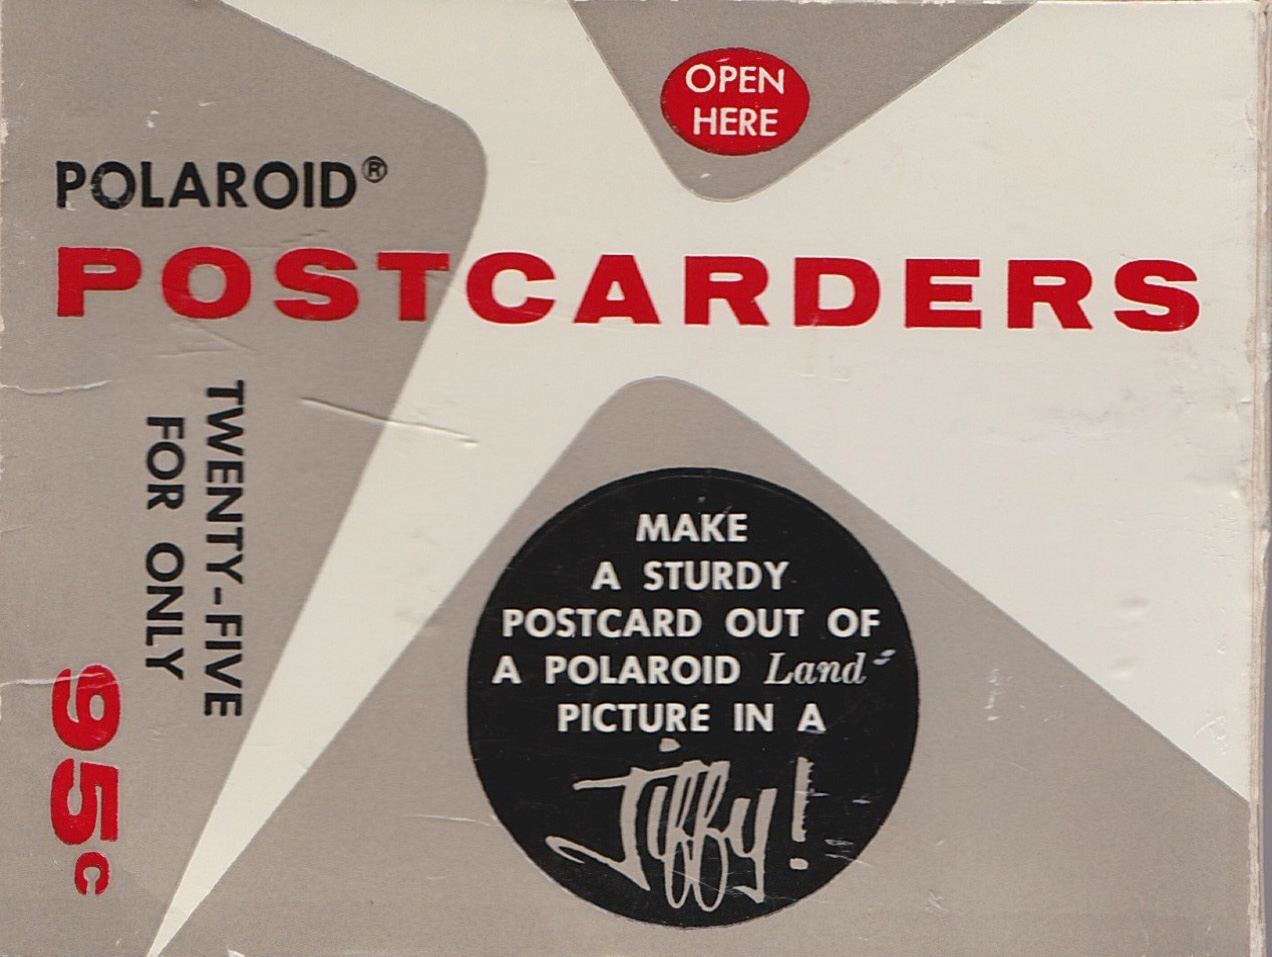 OPEN
HERE
POLAROID®
POSTCARDERS
TWENTY-FIVE
FOR ONLY
95c
MAKE
A STURDY
POSTCARD OUT OF
A POLAROID Land
PICTURE IN A
Jiffy!